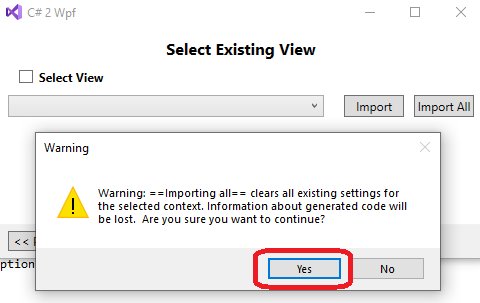 C# 2 Wpf
Select Existing View
Select View
Import
Import All
Warning
Warning: ==Importing all== clears all existing settings for
the selected context. Information about generated code will
be lost.  Are you sure you want to continue?
<<
Yes
No
ption